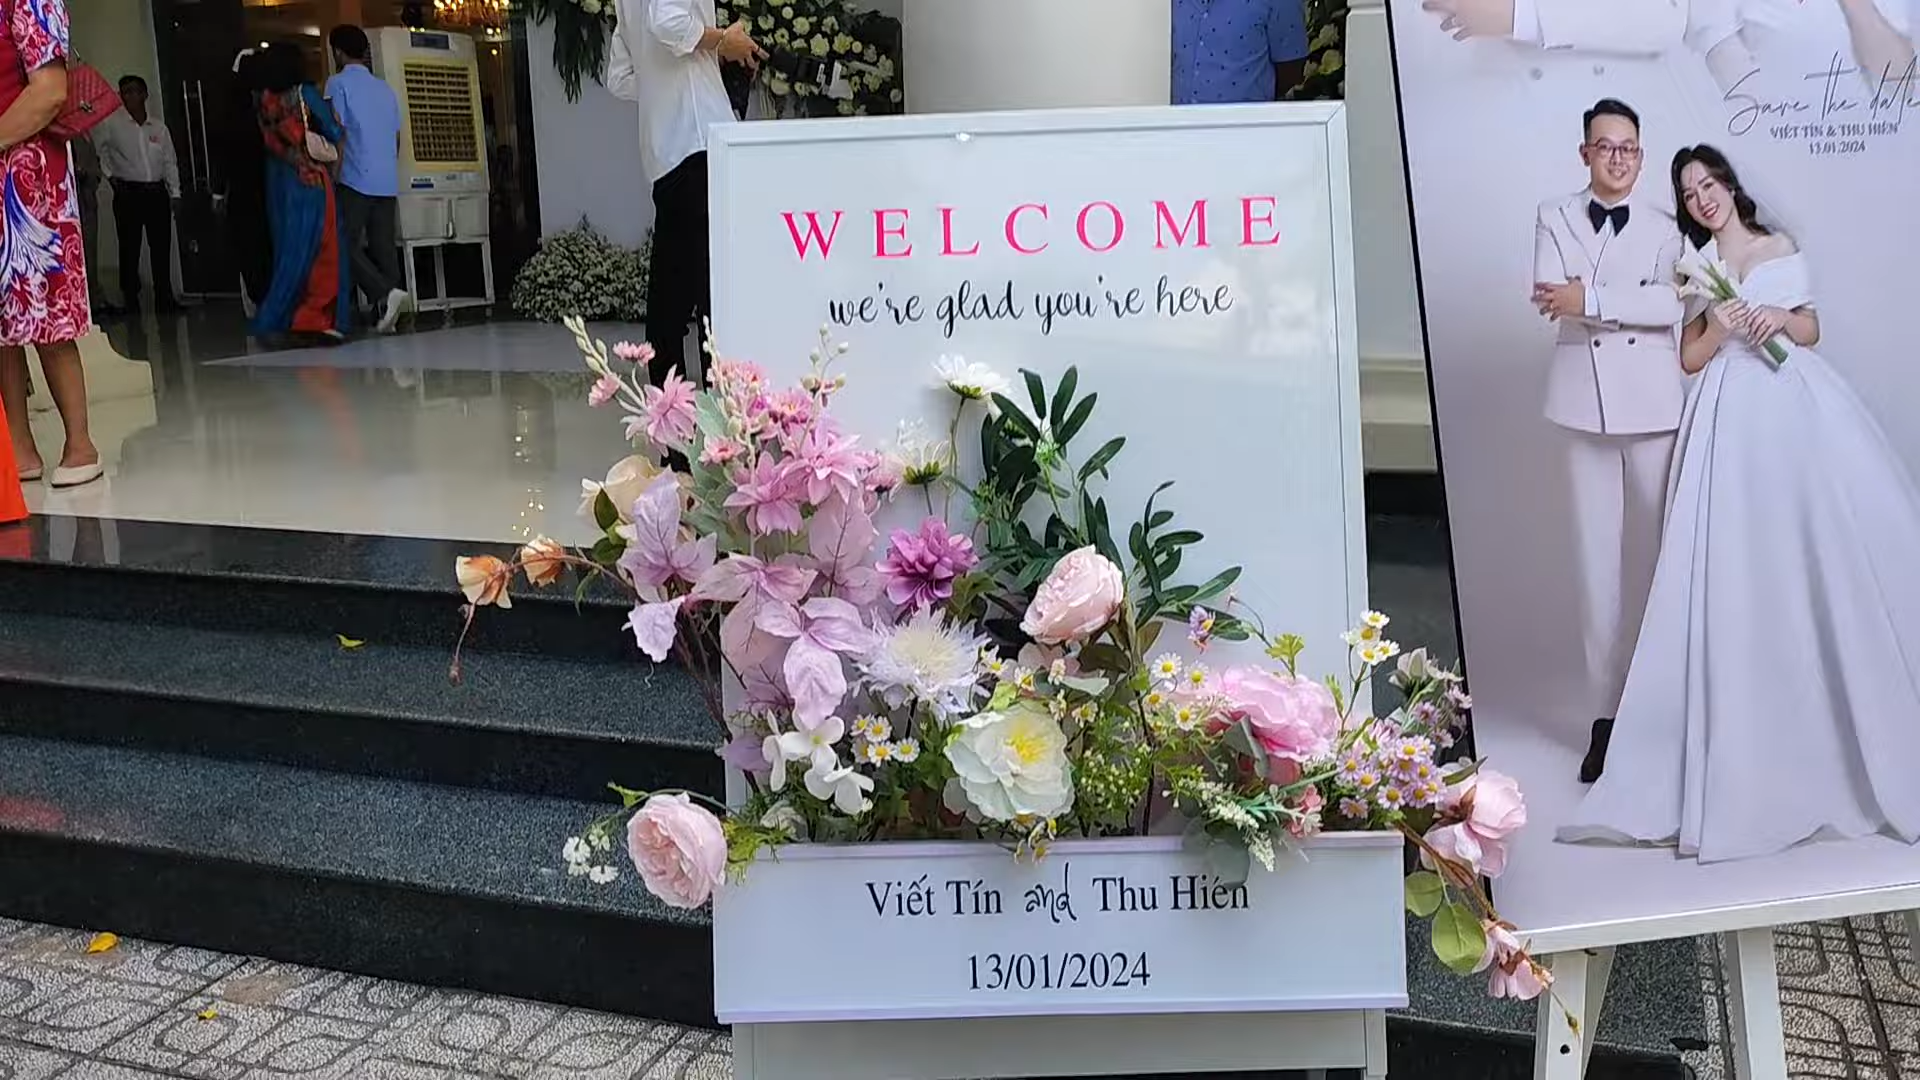 WELCOME
we're glad you're here
Viết Tín and Thu Hiền
13/01/2024
Save the date
VIẾT TÍN & THU HIỀN
13.01.2024